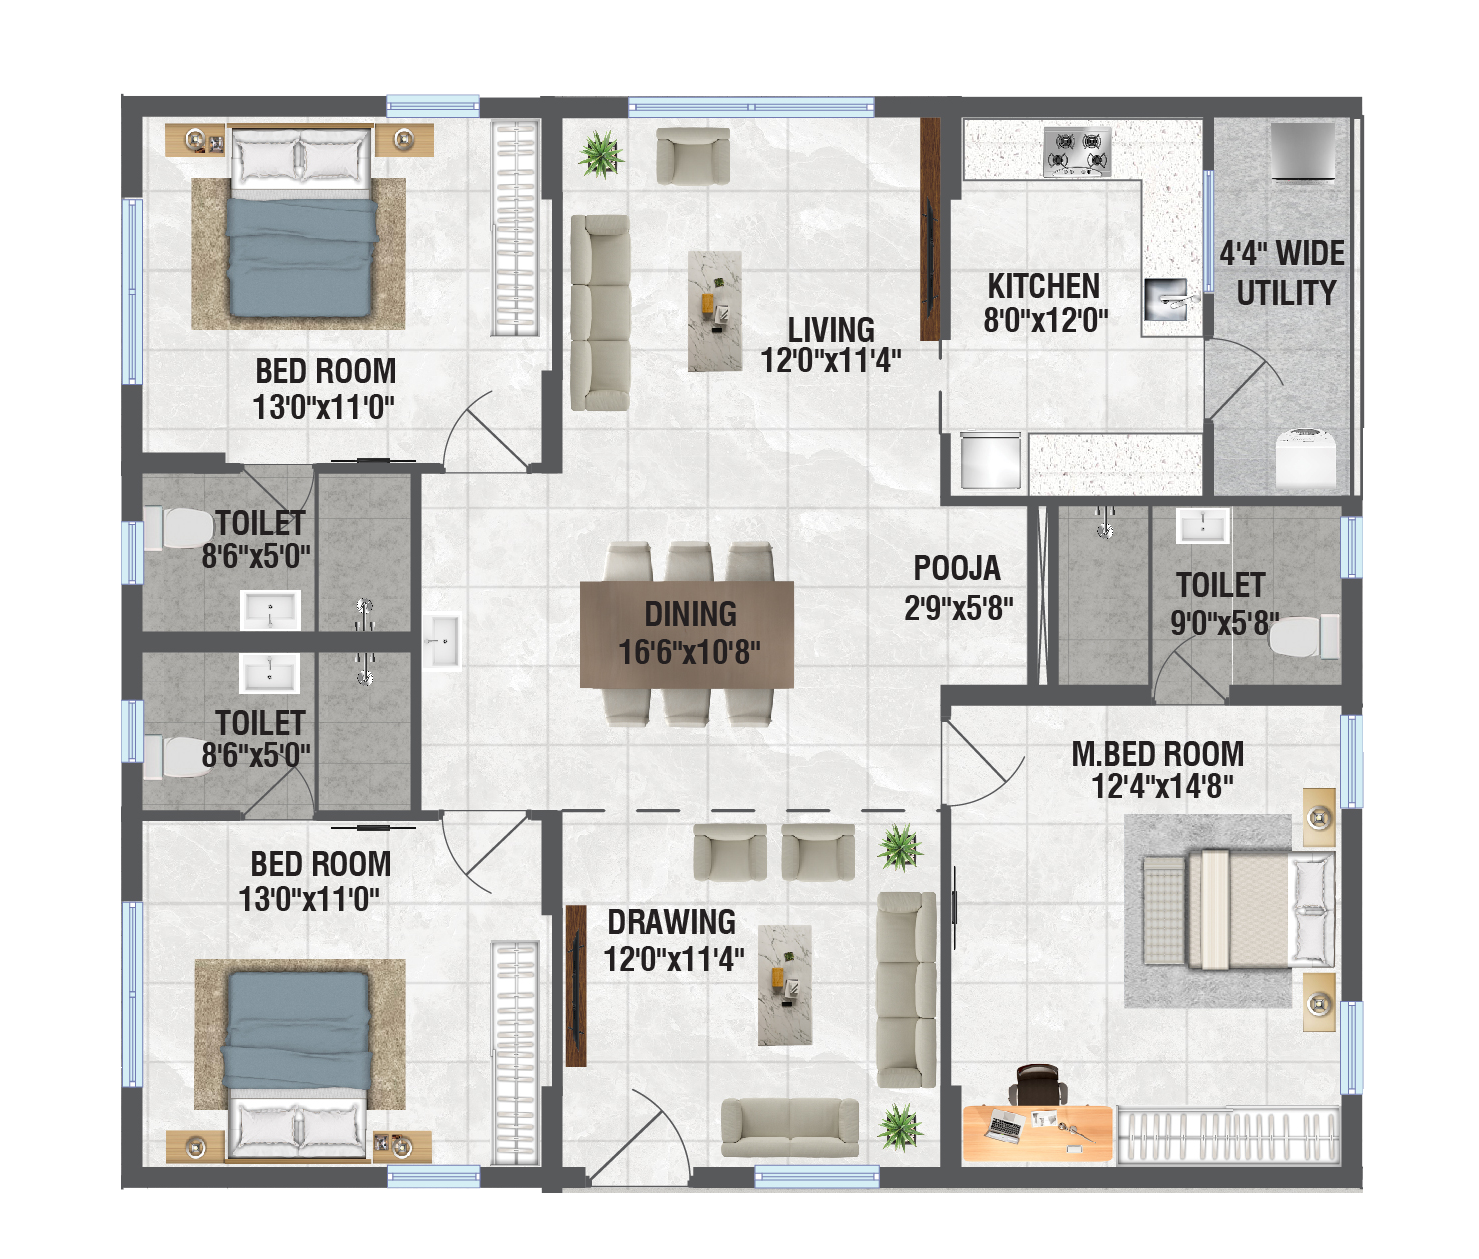 BED ROOM
13'0"x11'0"
LIVING
12'0"x11'4"
KITCHEN
8'0"x12'0"
4'4" WIDE
UTILITY
TOILET
8'6"x5'0"
DINING
16'6"x10'8"
POOJA
2'9"x5'8"
TOILET
9'0"x5'8"
TOILET
8'6"x5'0"
M.BED ROOM
12'4"x14'8"
BED ROOM
13'0"x11'0"
DRAWING
12'0"x11'4"